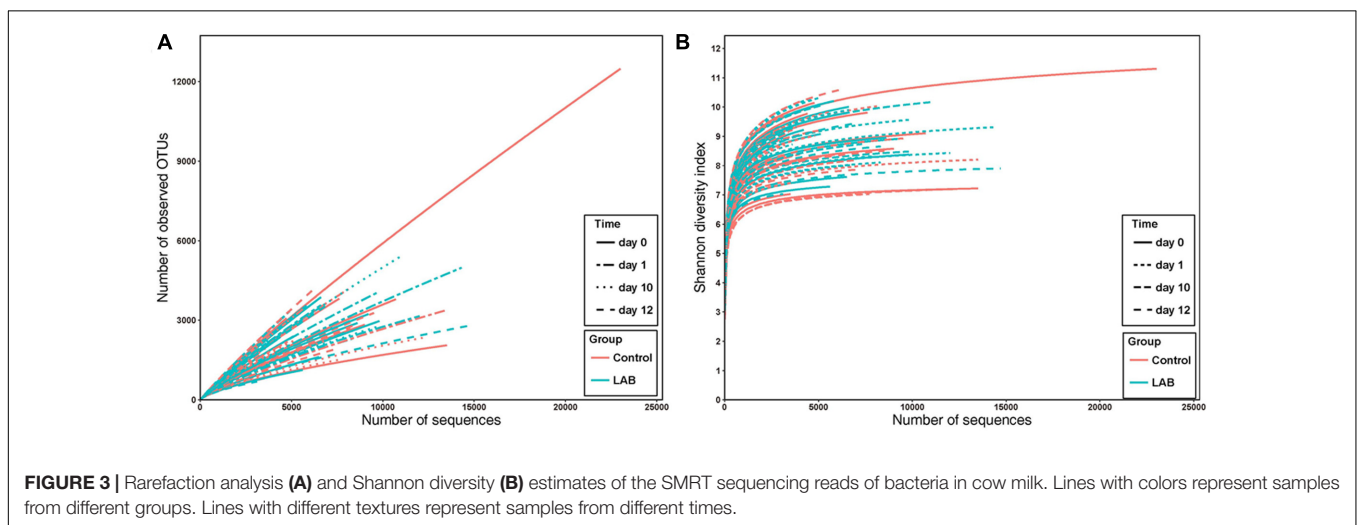 A
12000
9000
6000
3000
0
Number of observed OTUs
0 5000 10000 15000 20000 25000
Number of sequences
Time
day 0
day 1
day 10
day 12
Group
Control
LAB
B
12
11
10
9
8
7
6
5
4
3
2
1
0
Shannon diversity index
0 5000 10000 15000 20000 25000
Number of sequences
Time
day 0
day 1
day 10
day 12
Group
Control
LAB
FIGURE 3 | Rarefaction analysis (A) and Shannon diversity (B) estimates of the SMRT sequencing reads of bacteria in cow milk. Lines with colors represent samples
from different groups. Lines with different textures represent samples from different times.